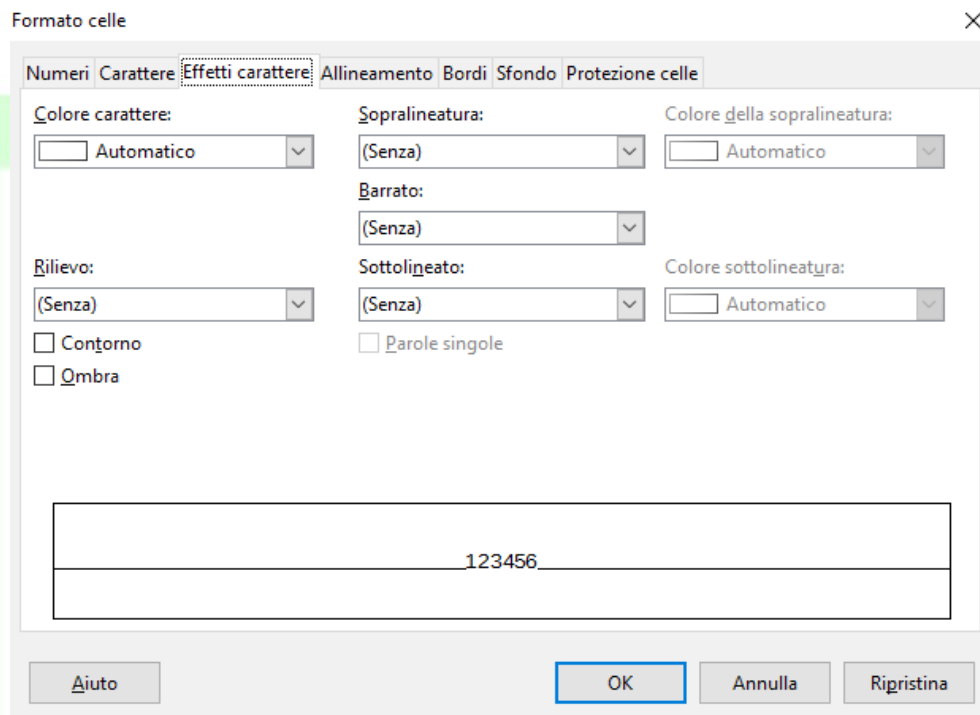 Formato celle
Numeri Carattere Effetti carattere Allineamento Bordi Sfondo Protezione celle
Colore carattere: Sopralineatura: Colore della sopralineatura:
Automatico (Senza) Automatico
Barrato:
(Senza)
Rilievo: Sottolineato: Colore sottolineatura:
(Senza) (Senza) Automatico
Contorno Parole singole
Ombra
123456
Aiuto OK Annulla Ripristina